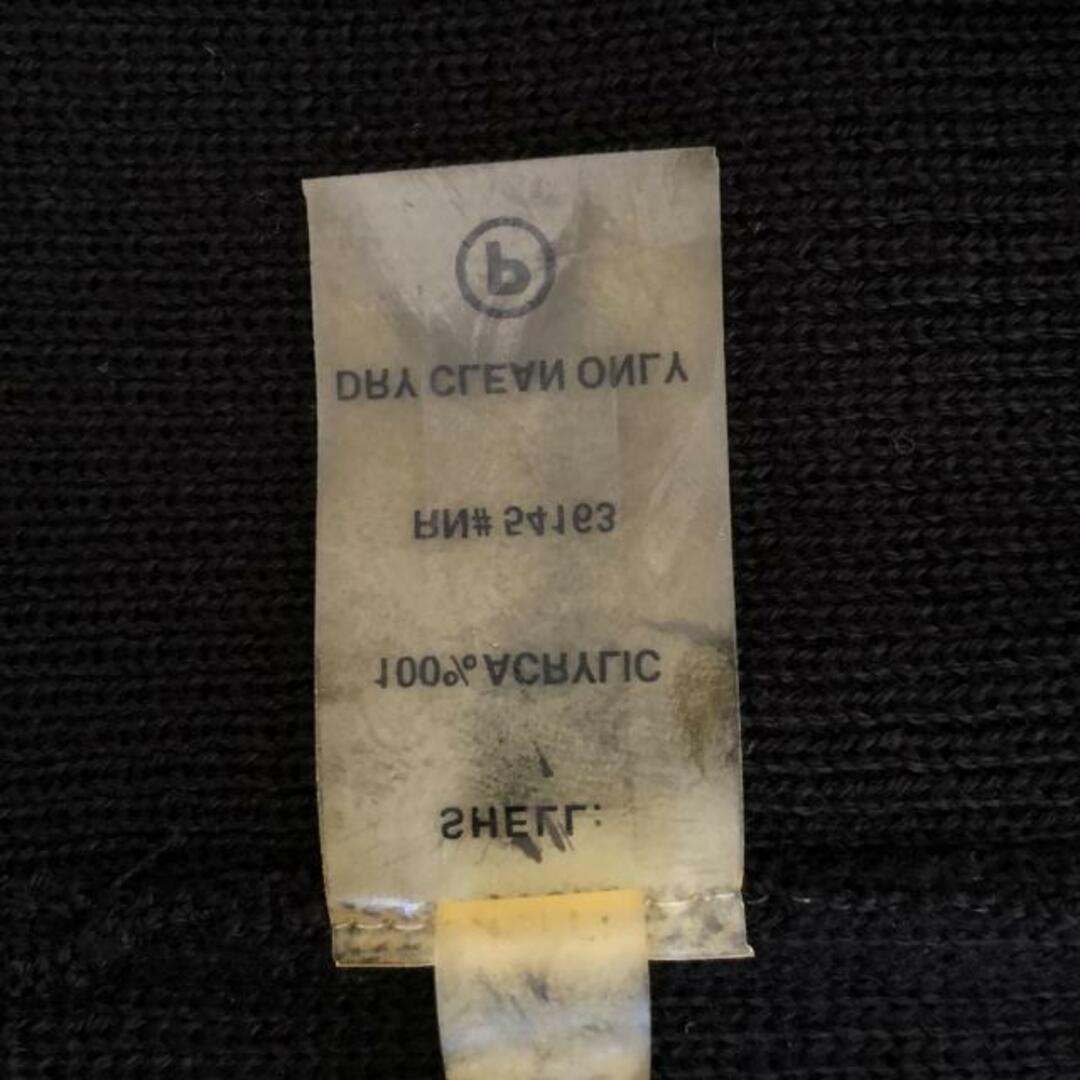 SHELL:
100% ACRYLIC
RN# 54163
DRY CLEAN ONLY
P